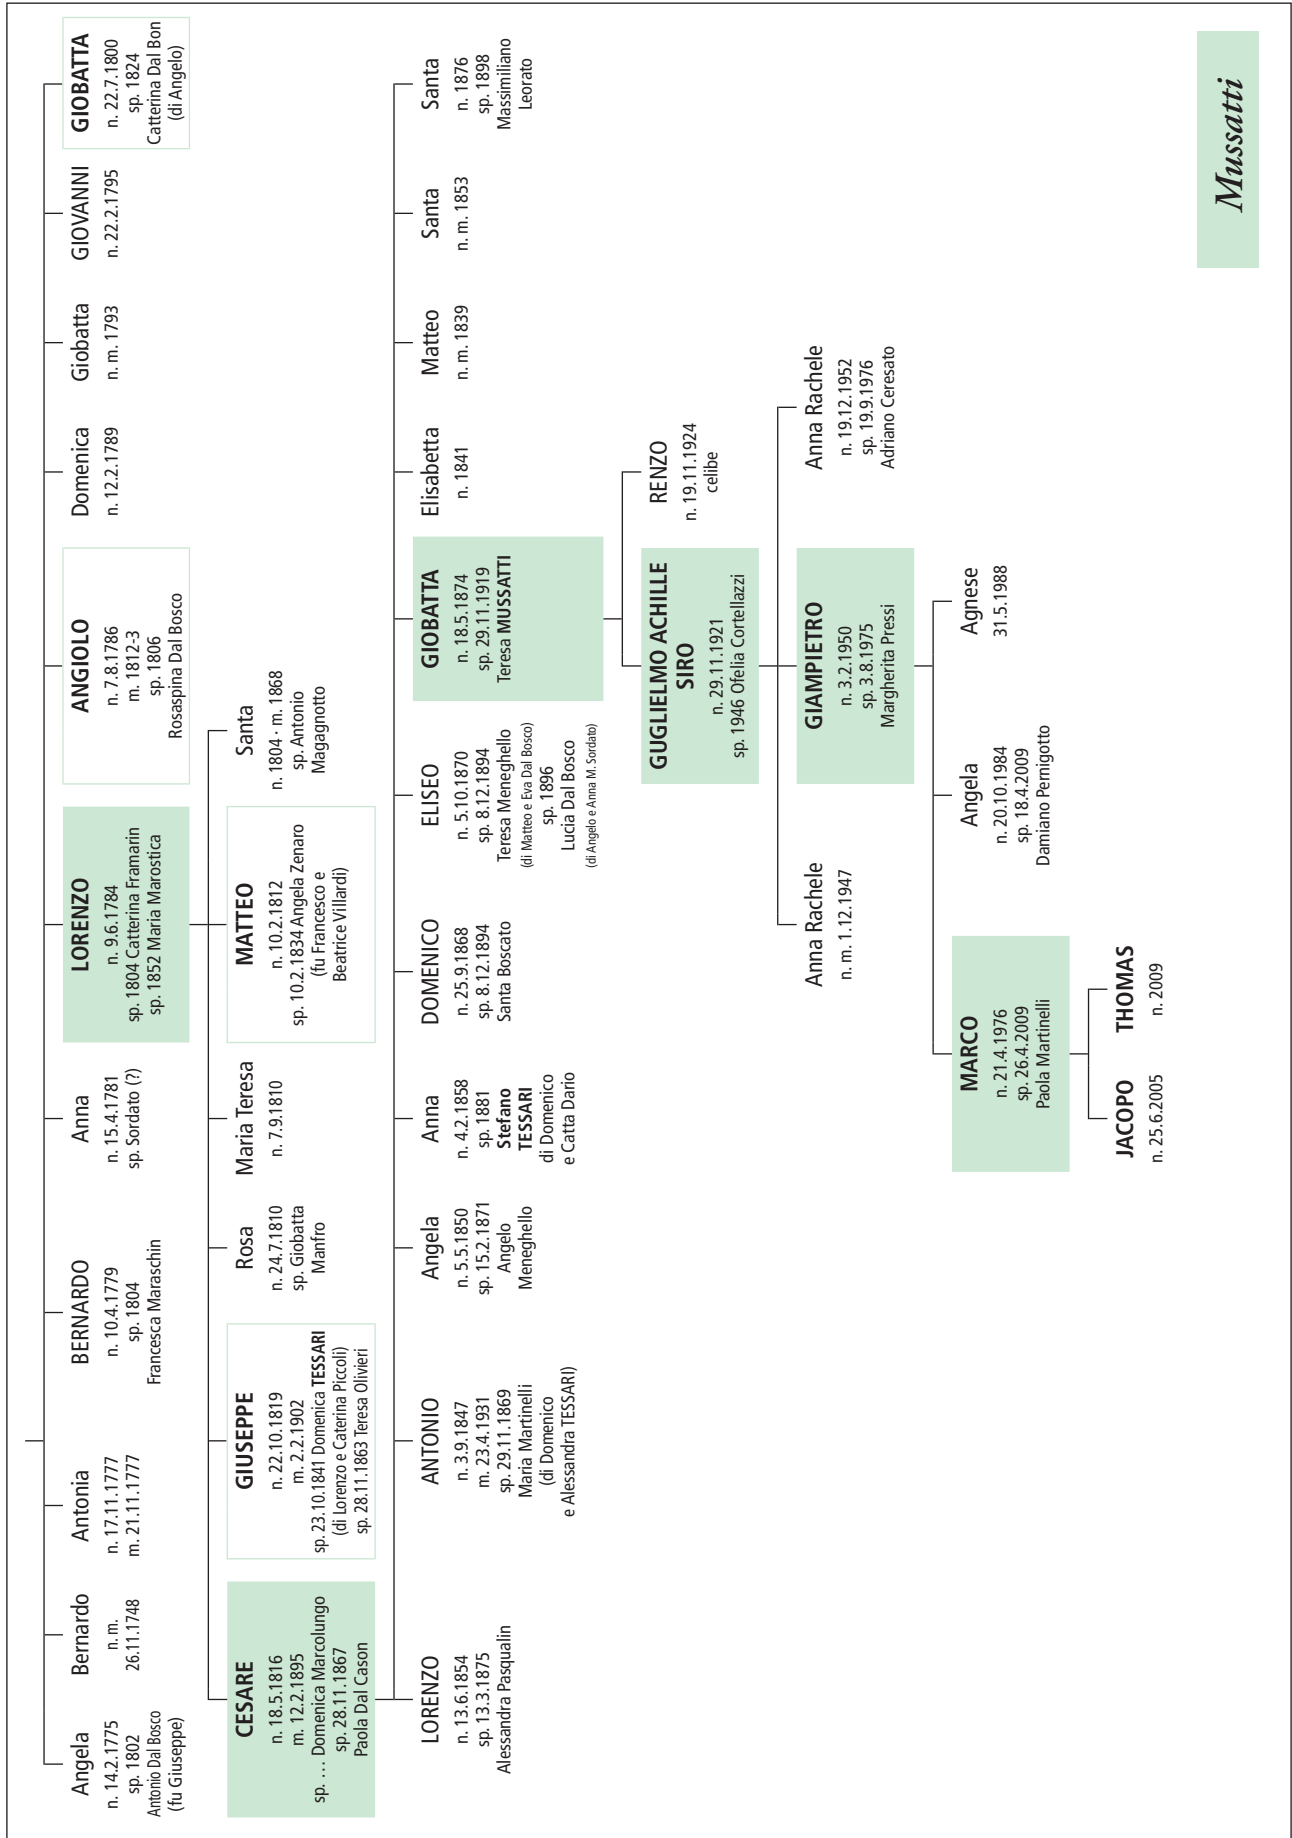 Angela
n. 14.2.1775
sp. 1802
Antonio Dal Bosco
(fu Giuseppe)
Bernardo
n. m.
26.11.1748
Antonia
n. 17.11.1777
m. 21.11.1777
BERNARDO
n. 10.4.1779
sp. 1804
Francesca Maraschin
Anna
n. 15.4.1781
sp. Sordato (?)
LORENZO
n. 9.6.1784
sp. 1804 Catterina Framarin
sp. 1852 Maria Marostica
ANGIOLO
n. 7.8.1786
m. 1812-3
sp. 1806
Rosaspina Dal Bosco
Domenica
n. 12.2.1789
Giobatta
n. m. 1793
GIOVANNI
n. 22.2.1795
GIOBATTA
n. 22.7.1800
sp. 1824
Catterina Dal Bon
(di Angelo)
CESARE
n. 18.5.1816
m. 12.2.1895
sp. … Domenica Marcolungo
sp. 28.11.1867
Paola Dal Cason
GIUSEPPE
n. 22.10.1819
m. 2.2.1902
sp. 23.10.1841 Domenica TESSARI
(di Lorenzo e Caterina Piccoli)
sp. 28.11.1863 Teresa Olivieri
Rosa
n. 24.7.1810
sp. Giobatta
Manfro
Maria Teresa
n. 7.9.1810
MATTEO
n. 10.2.1812
sp. 10.2.1834 Angela Zenaro
(fu Francesco e
Beatrice Villardi)
Santa
n. 1804 · m. 1868
sp. Antonio
Magagnotto
LORENZO
n. 13.6.1854
sp. 13.3.1875
Alessandra Pasqualin
ANTONIO
n. 3.9.1847
m. 23.4.1931
sp. 29.11.1869
Maria Martinelli
(di Domenico
e Alessandra TESSARI)
Angela
n. 5.5.1850
sp. 15.2.1871
Angelo
Meneghello
Anna
n. 4.2.1858
sp. 1881
Stefano
TESSARI
di Domenico
e Catta Dario
DOMENICO
n. 25.9.1868
sp. 8.12.1894
Santa Boscato
ELISEO
n. 5.10.1870
sp. 8.12.1894
Teresa Meneghello
(di Matteo e Eva Dal Bosco)
sp. 1896
Lucia Dal Bosco
(di Angelo e Anna M. Sordato)
GIOBATTA
n. 18.5.1874
sp. 29.11.1919
Teresa MUSSATTI
Elisabetta
n. 1841
Matteo
n. m. 1839
Santa
n. m. 1853
Santa
n. 1876
sp. 1898
Massimiliano
Leorato
GUGLIELMO ACHILLE
SIRO
n. 29.11.1921
sp. 1946 Ofelia Cortellazzi
RENZO
n. 19.11.1924
celibe
Anna Rachele
n. m. 1.12.1947
GIAMPIETRO
n. 3.2.1950
sp. 3.8.1975
Margherita Pressi
Anna Rachele
n. 19.12.1952
sp. 19.9.1976
Adriano Ceresato
MARCO
n. 21.4.1976
sp. 26.4.2009
Paola Martinelli
Angela
n. 20.10.1984
sp. 18.4.2009
Damiano Pernigotto
Agnese
31.5.1988
JACOPO
n. 25.6.2005
THOMAS
n. 2009
Mussatti